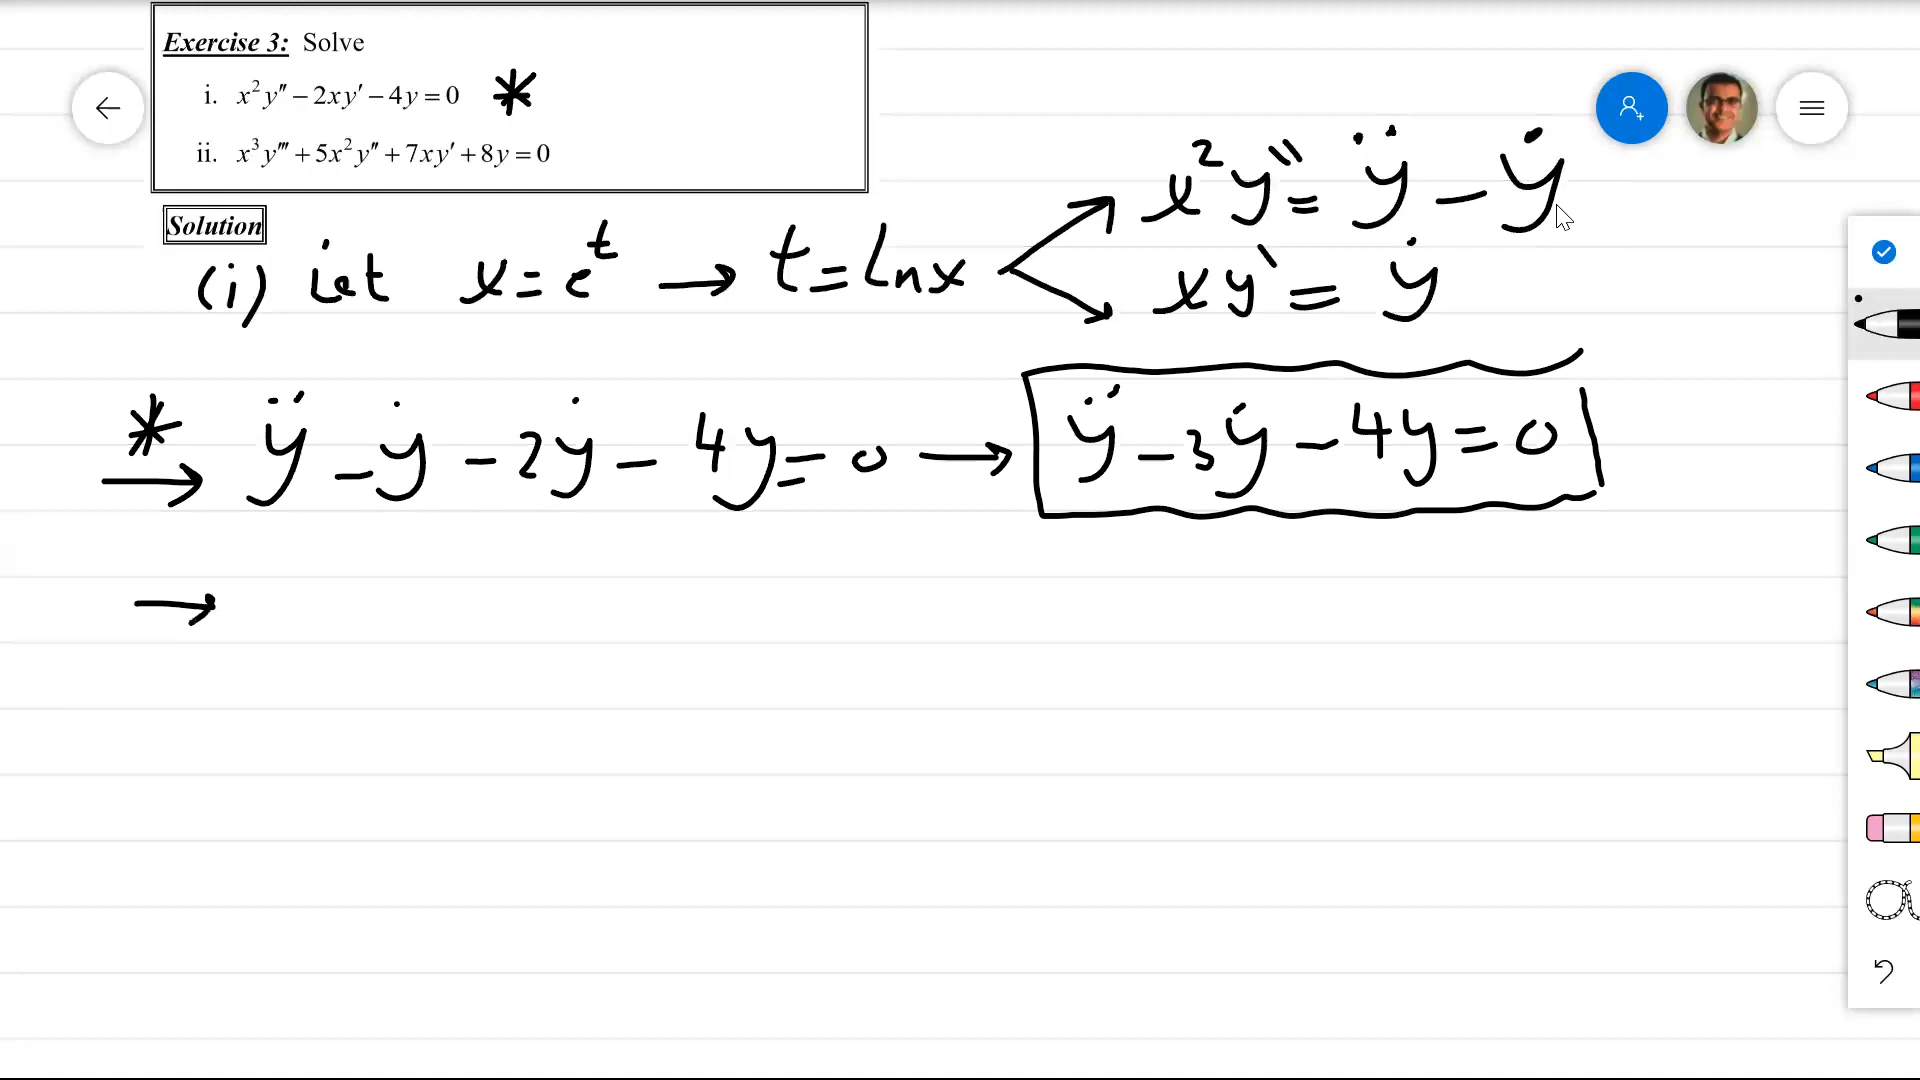 Exercise 3: Solve
i. x²y″ − 2xy′ − 4y = 0 *
ii. x³y‴ + 5x²y″ + 7xy′ + 8y = 0
Solution
(i) let x = e^t → t = lnx
x²y″ = ÿ − ẏ
xy′ = ẏ
* → ÿ − ẏ − 2ẏ − 4y = 0 → ÿ − 3ẏ − 4y = 0
→